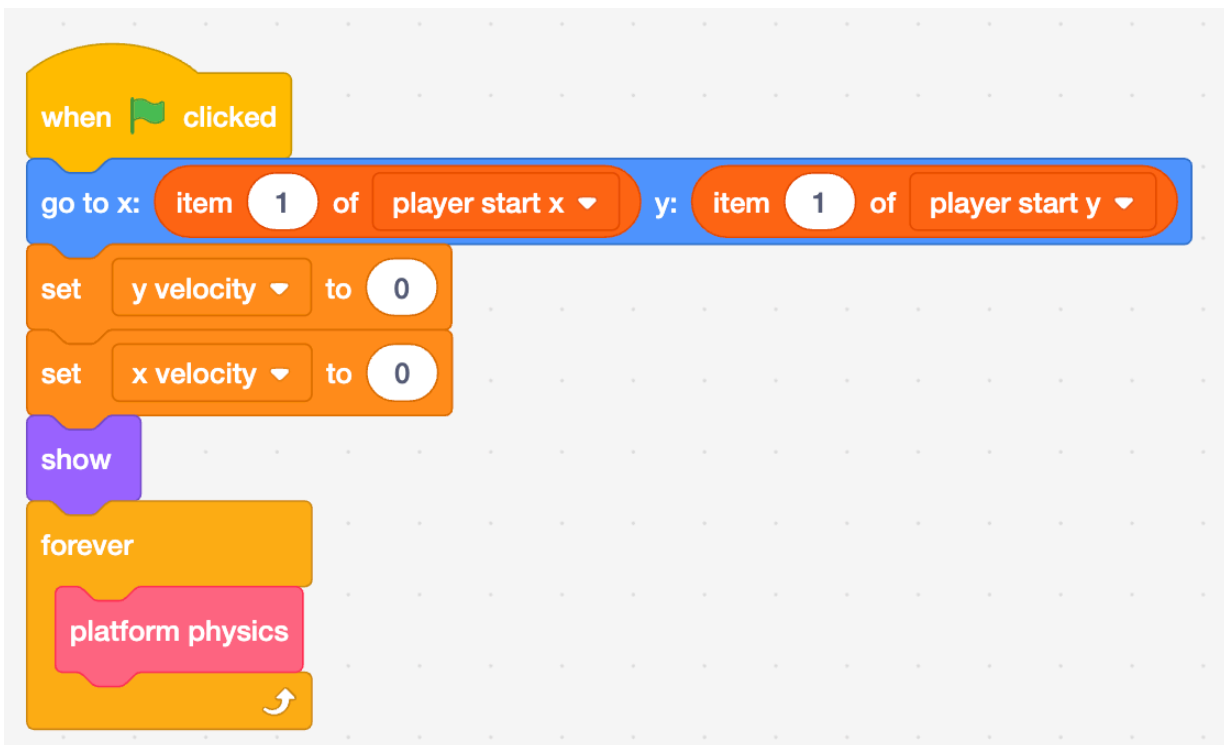 when clicked
go to x: item 1 of player start x y: item 1 of player start y
set y velocity to 0
set x velocity to 0
show
forever
platform physics